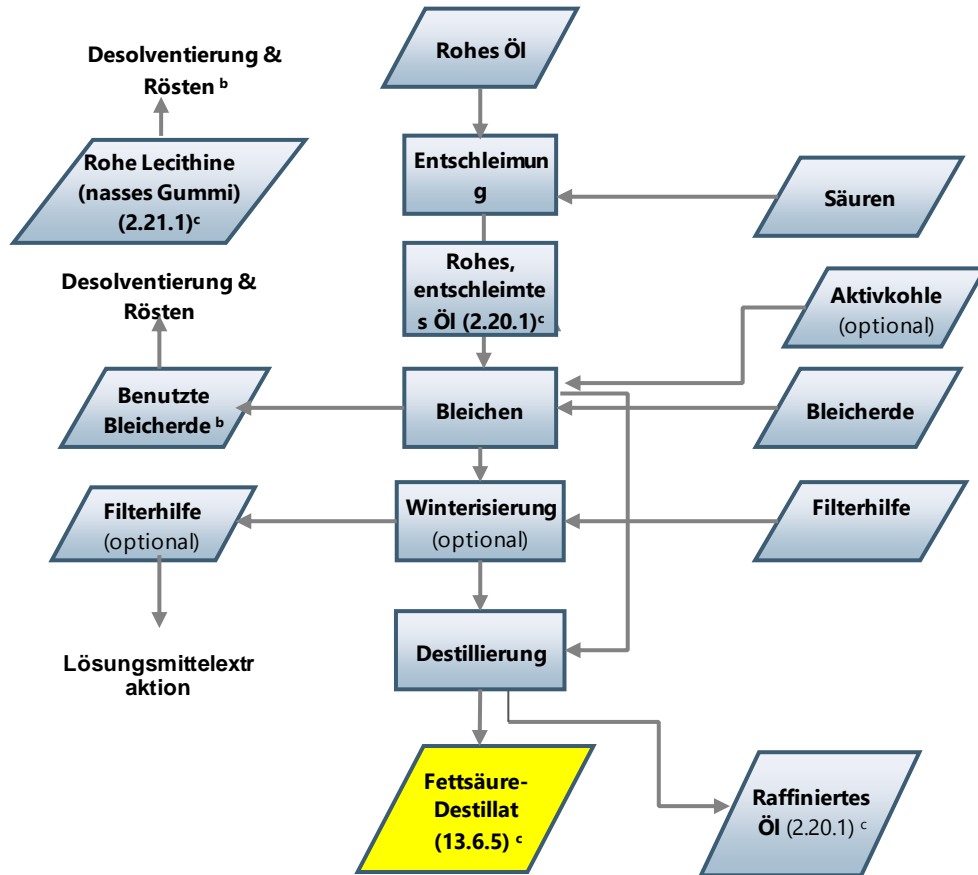 Rohes Öl
Desolventierung &
Rösten ᵇ
Entschleimun
g
Rohe Lecithine
(nasses Gummi)
(2.21.1)ᶜ
Säuren
Rohes,
entschleimte
s Öl (2.20.1)ᶜ
Desolventierung &
Rösten
Aktivkohle
(optional)
Benutzte
Bleicherde ᵇ
Bleichen
Bleicherde
Filterhilfe
(optional)
Winterisierung
(optional)
Filterhilfe
Destillierung
Lösungsmittelextr
aktion
Fettsäure-
Destillat
(13.6.5) ᶜ
Raffiniertes
Öl (2.20.1) ᶜ